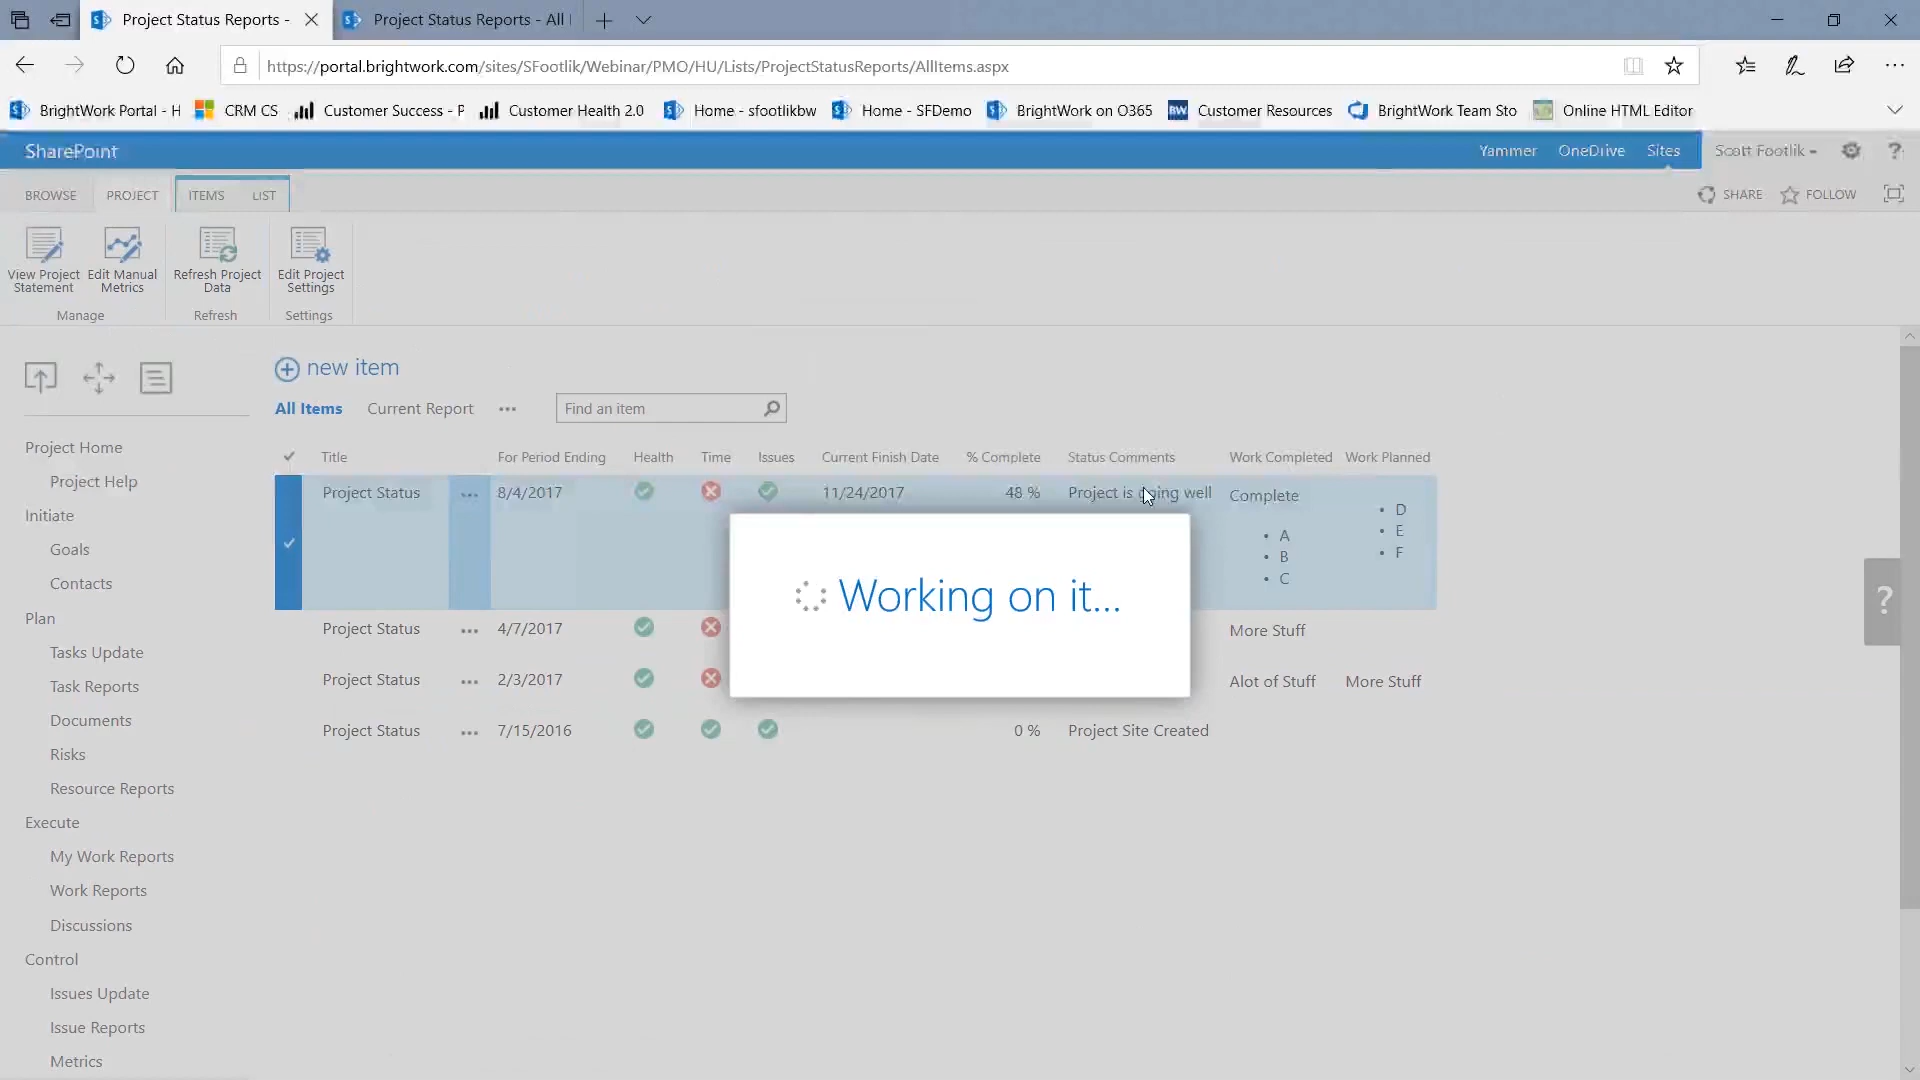 Project Status Reports -
Project Status Reports - All
https://portal.brightwork.com/sites/SFootlik/Webinar/PMO/HU/Lists/ProjectStatusReports/AllItems.aspx
BrightWork Portal - H
CRM CS
Customer Success - P
Customer Health 2.0
Home - sfootlikbw
Home - SFDemo
BrightWork on O365
BW
Customer Resources
BrightWork Team Sto
Online HTML Editor
SharePoint
Yammer
OneDrive
Sites
Scott Footlik
?
BROWSE
PROJECT
ITEMS
LIST
SHARE
FOLLOW
View Project
Statement
Edit Manual
Metrics
Refresh Project
Data
Edit Project
Settings
Manage
Refresh
Settings
new item
All Items
Current Report
...
Find an item
Title
For Period Ending
Health
Time
Issues
Current Finish Date
% Complete
Status Comments
Work Completed
Work Planned
Project Status ... 8/4/2017 11/24/2017 48 % Project is going well
Complete
• A
• B
• C
• D
• E
• F
Working on it...
Project Status ... 4/7/2017 More Stuff
Project Status ... 2/3/2017 Alot of Stuff More Stuff
Project Status ... 7/15/2016 0 % Project Site Created
Project Home
Project Help
Initiate
Goals
Contacts
Plan
Tasks Update
Task Reports
Documents
Risks
Resource Reports
Execute
My Work Reports
Work Reports
Discussions
Control
Issues Update
Issue Reports
Metrics
?